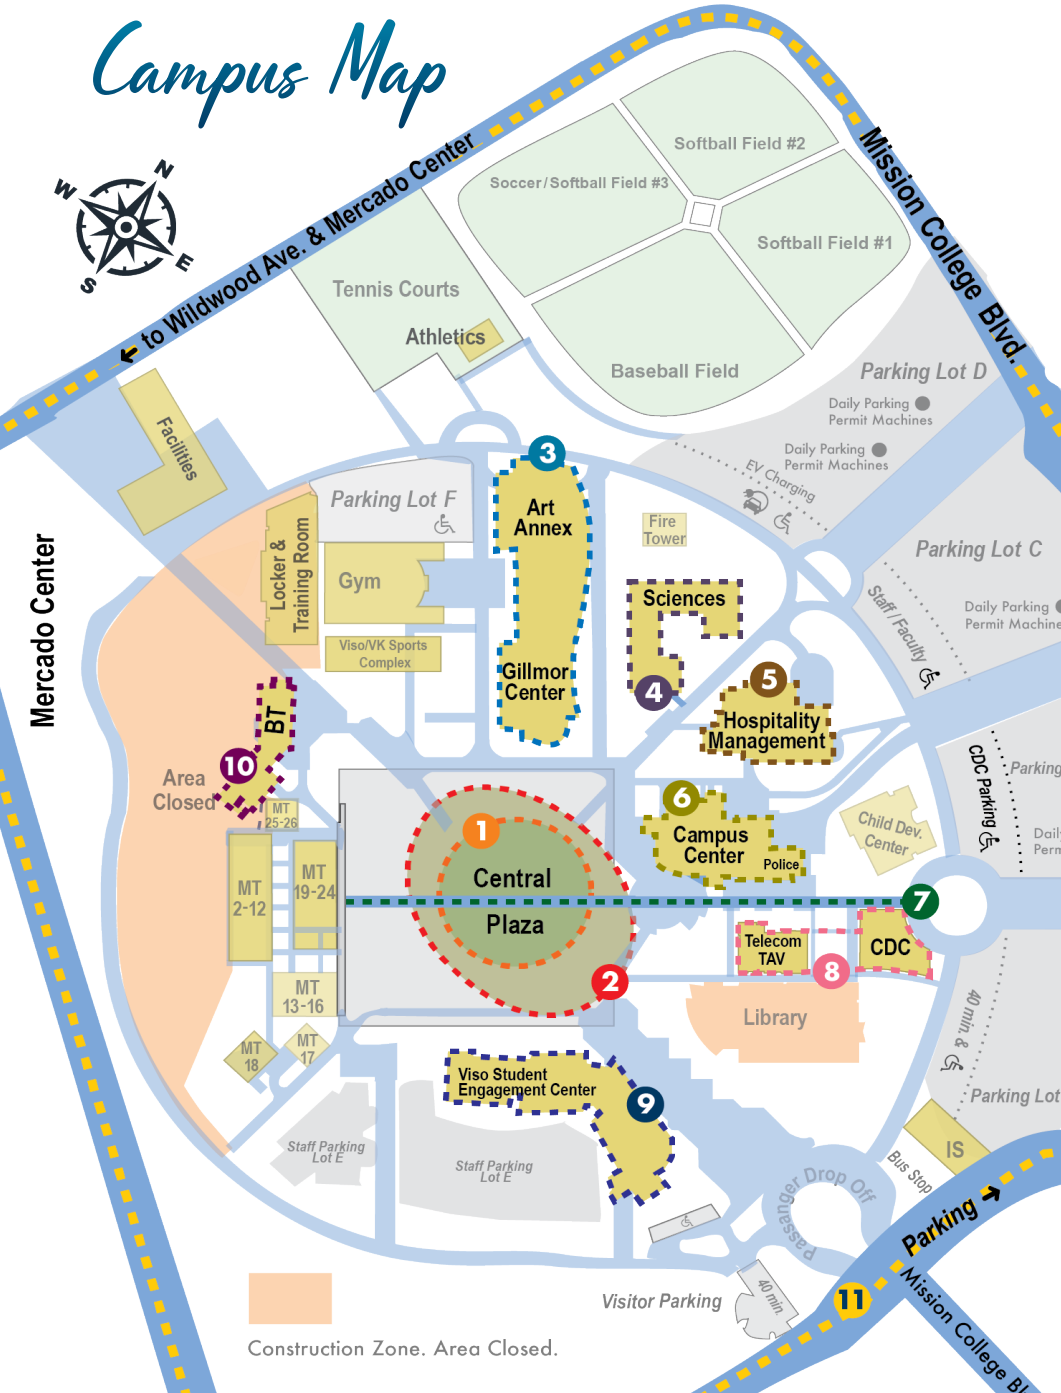 Campus Map
N
W
E
S
← to Wildwood Ave. & Mercado Center
Mission College Blvd.
Softball Field #2
Soccer/Softball Field #3
Softball Field #1
Tennis Courts
Athletics
Baseball Field
Parking Lot D
Daily Parking
Permit Machines
Daily Parking
Permit Machines
EV Charging
Facilities
3
Parking Lot F
Art
Annex
Fire
Tower
Parking Lot C
Locker &
Training Room
Gym
Staff / Faculty
Daily Parking
Permit Machine
Mercado Center
Sciences
Viso/VK Sports
Complex
Gillmor
Center
4
5
BT
Hospitality
Management
10
Area
Closed
CDC Parking
Parking
6
MT
25-26
1
Campus
Center
Police
Child Dev.
Center
Dail
Perm
MT
2-12
MT
19-24
Central
Plaza
7
Telecom
TAV
CDC
8
2
MT
13-16
Library
40 min. &
MT
18
MT
17
Viso Student
Engagement Center
9
Parking Lot
Staff Parking
Lot E
Staff Parking
Lot E
IS
Bus Stop
Passanger Drop Off
Parking →
Visitor Parking
40 min.
11
Mission College Bl
Construction Zone. Area Closed.